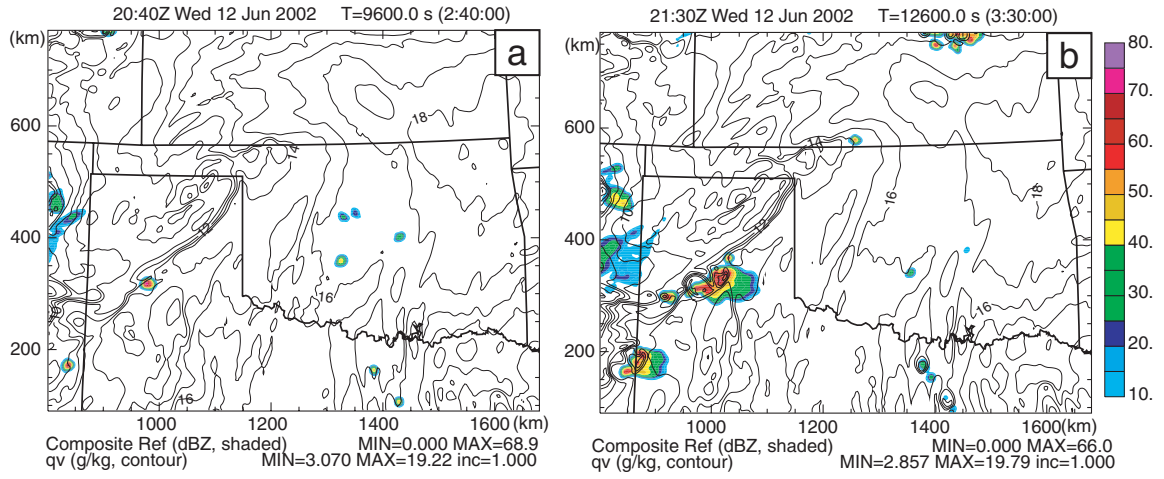 20:40Z Wed 12 Jun 2002 T=9600.0 s (2:40:00)
(km)
a
600
400
200
18
14
12
16
16
1000 1200 1400 1600(km)
Composite Ref (dBZ, shaded) MIN=0.000 MAX=68.9
qv (g/kg, contour) MIN=3.070 MAX=19.22 inc=1.000
21:30Z Wed 12 Jun 2002 T=12600.0 s (3:30:00)
(km)
b
600
400
200
14
16
18
10
12
16
1000 1200 1400 1600(km)
Composite Ref (dBZ, shaded) MIN=0.000 MAX=66.0
qv (g/kg, contour) MIN=2.857 MAX=19.79 inc=1.000
80.
70.
60.
50.
40.
30.
20.
10.